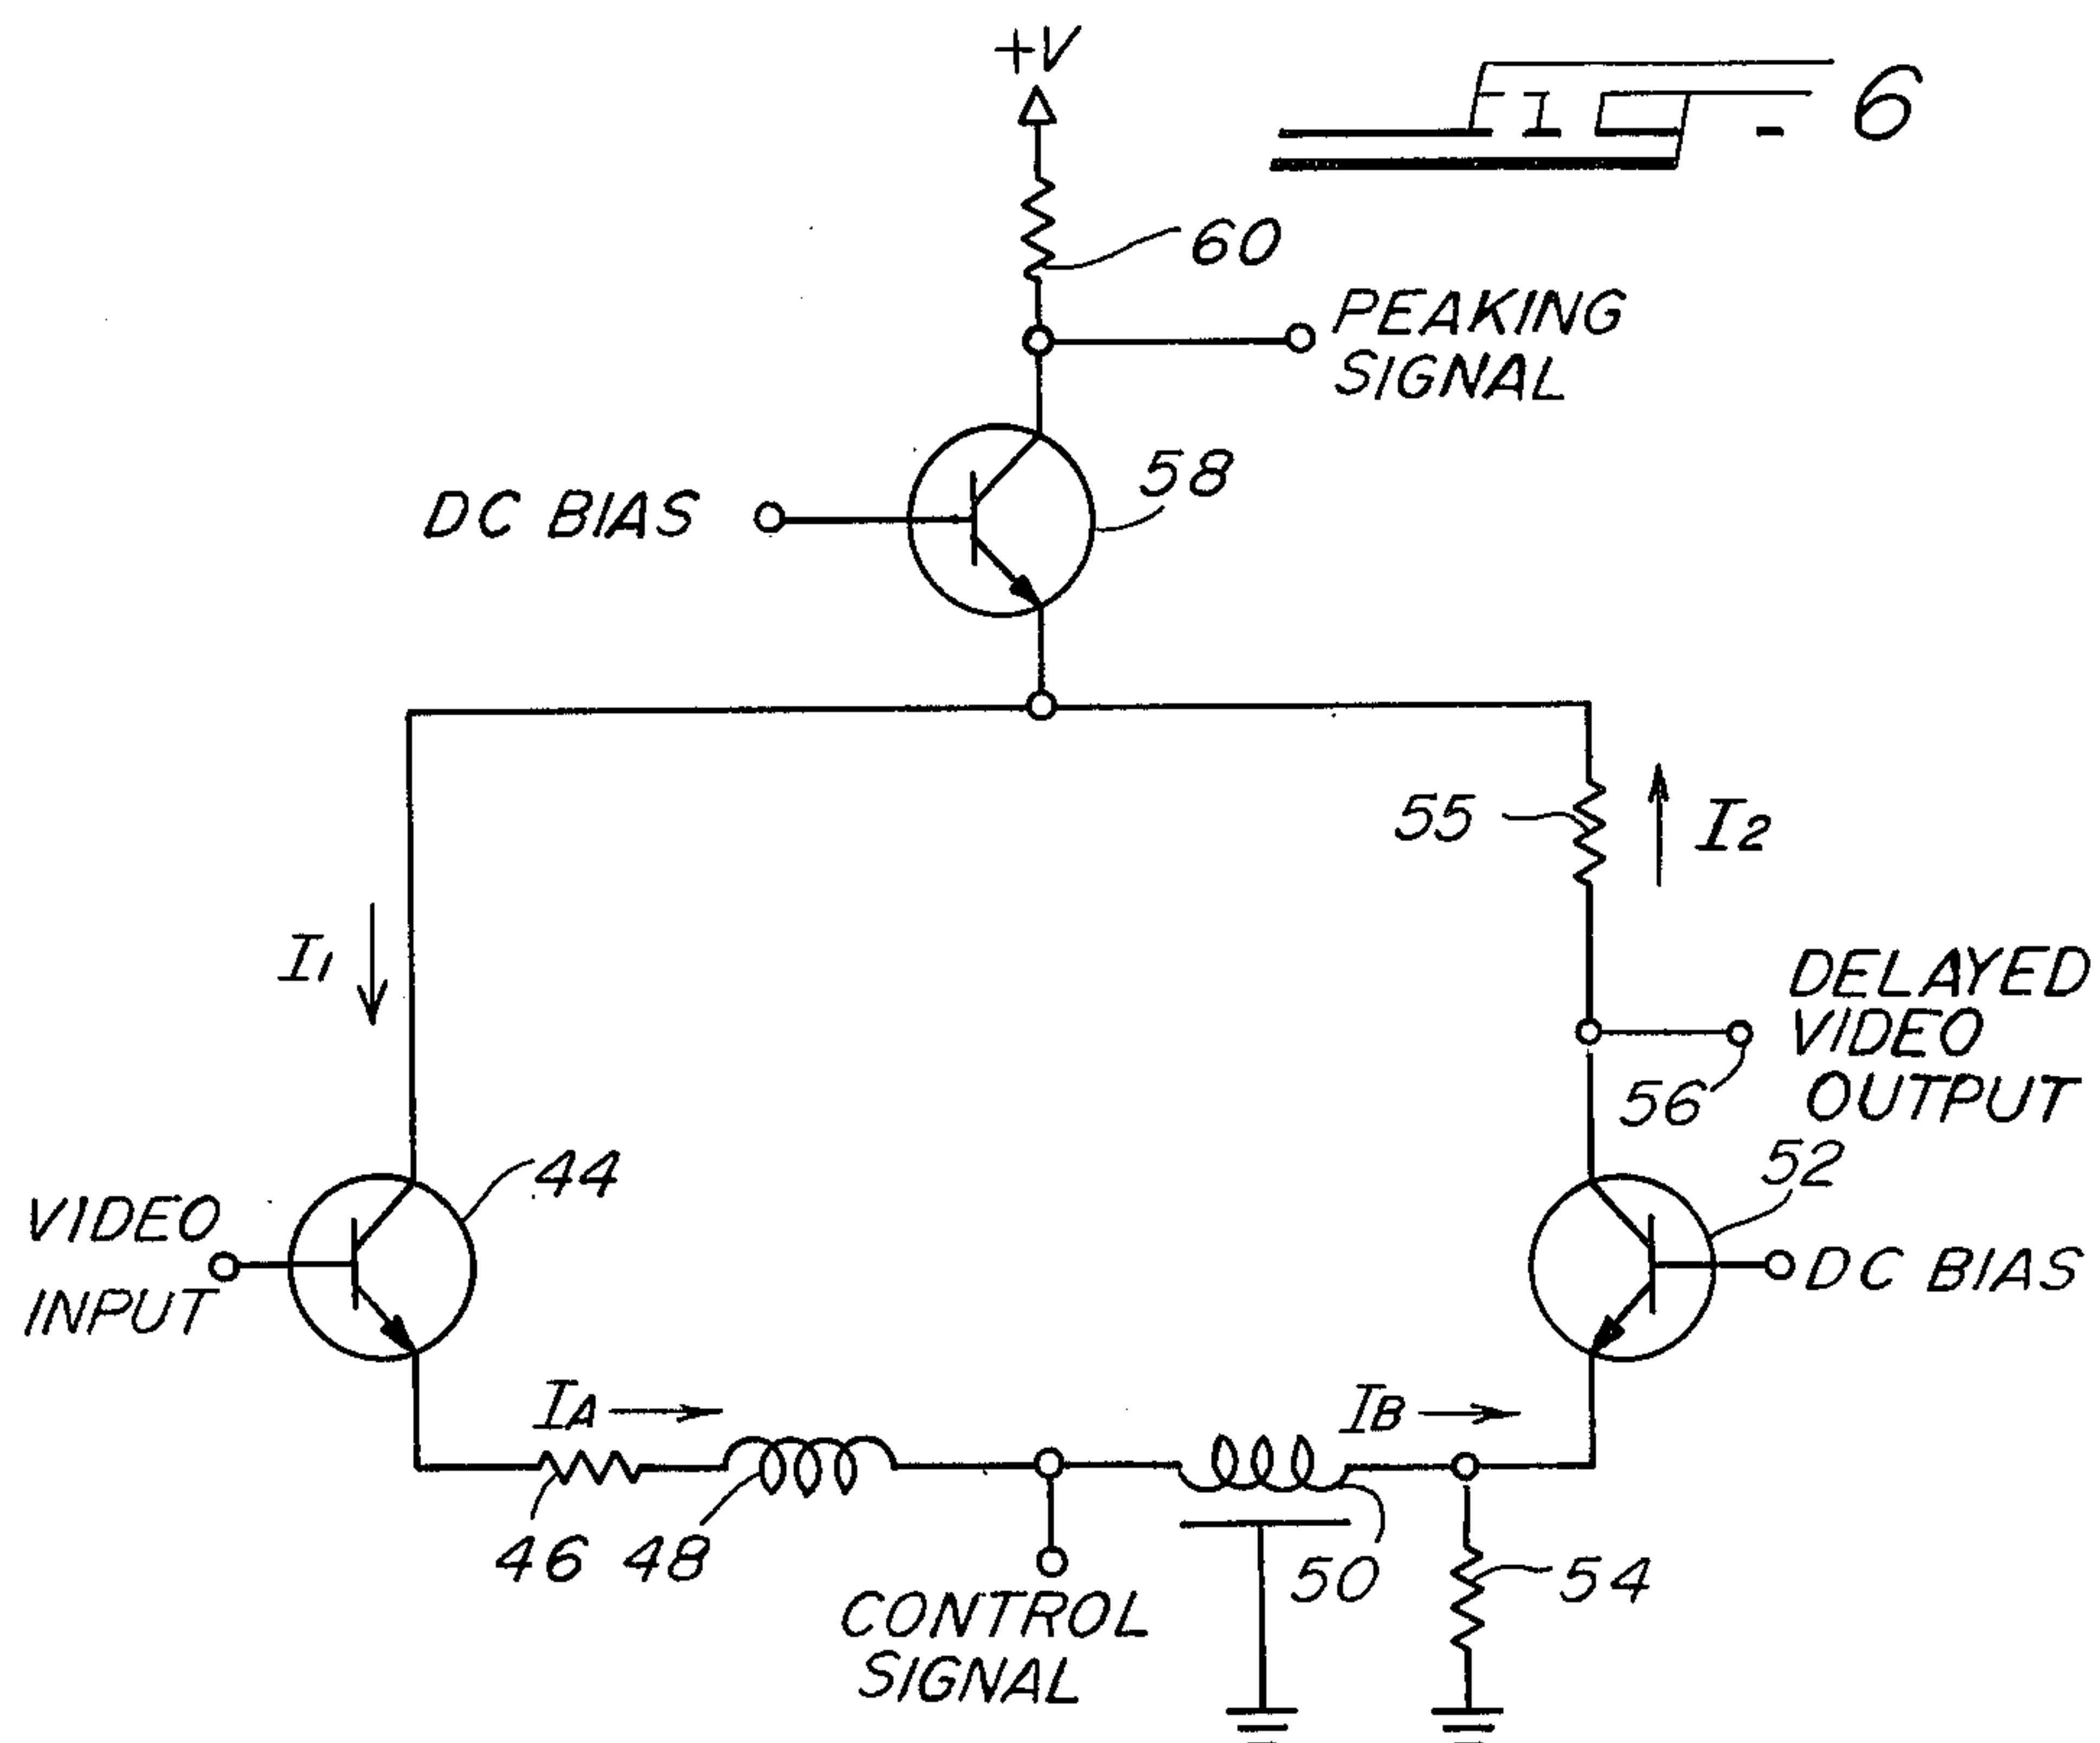 +V
FIG-6
60
PEAKING
SIGNAL
58
DC BIAS
55
I2
I1
DELAYED
VIDEO
OUTPUT
56
52
44
VIDEO
INPUT
DC BIAS
IA
IB
46
48
50
54
CONTROL
SIGNAL